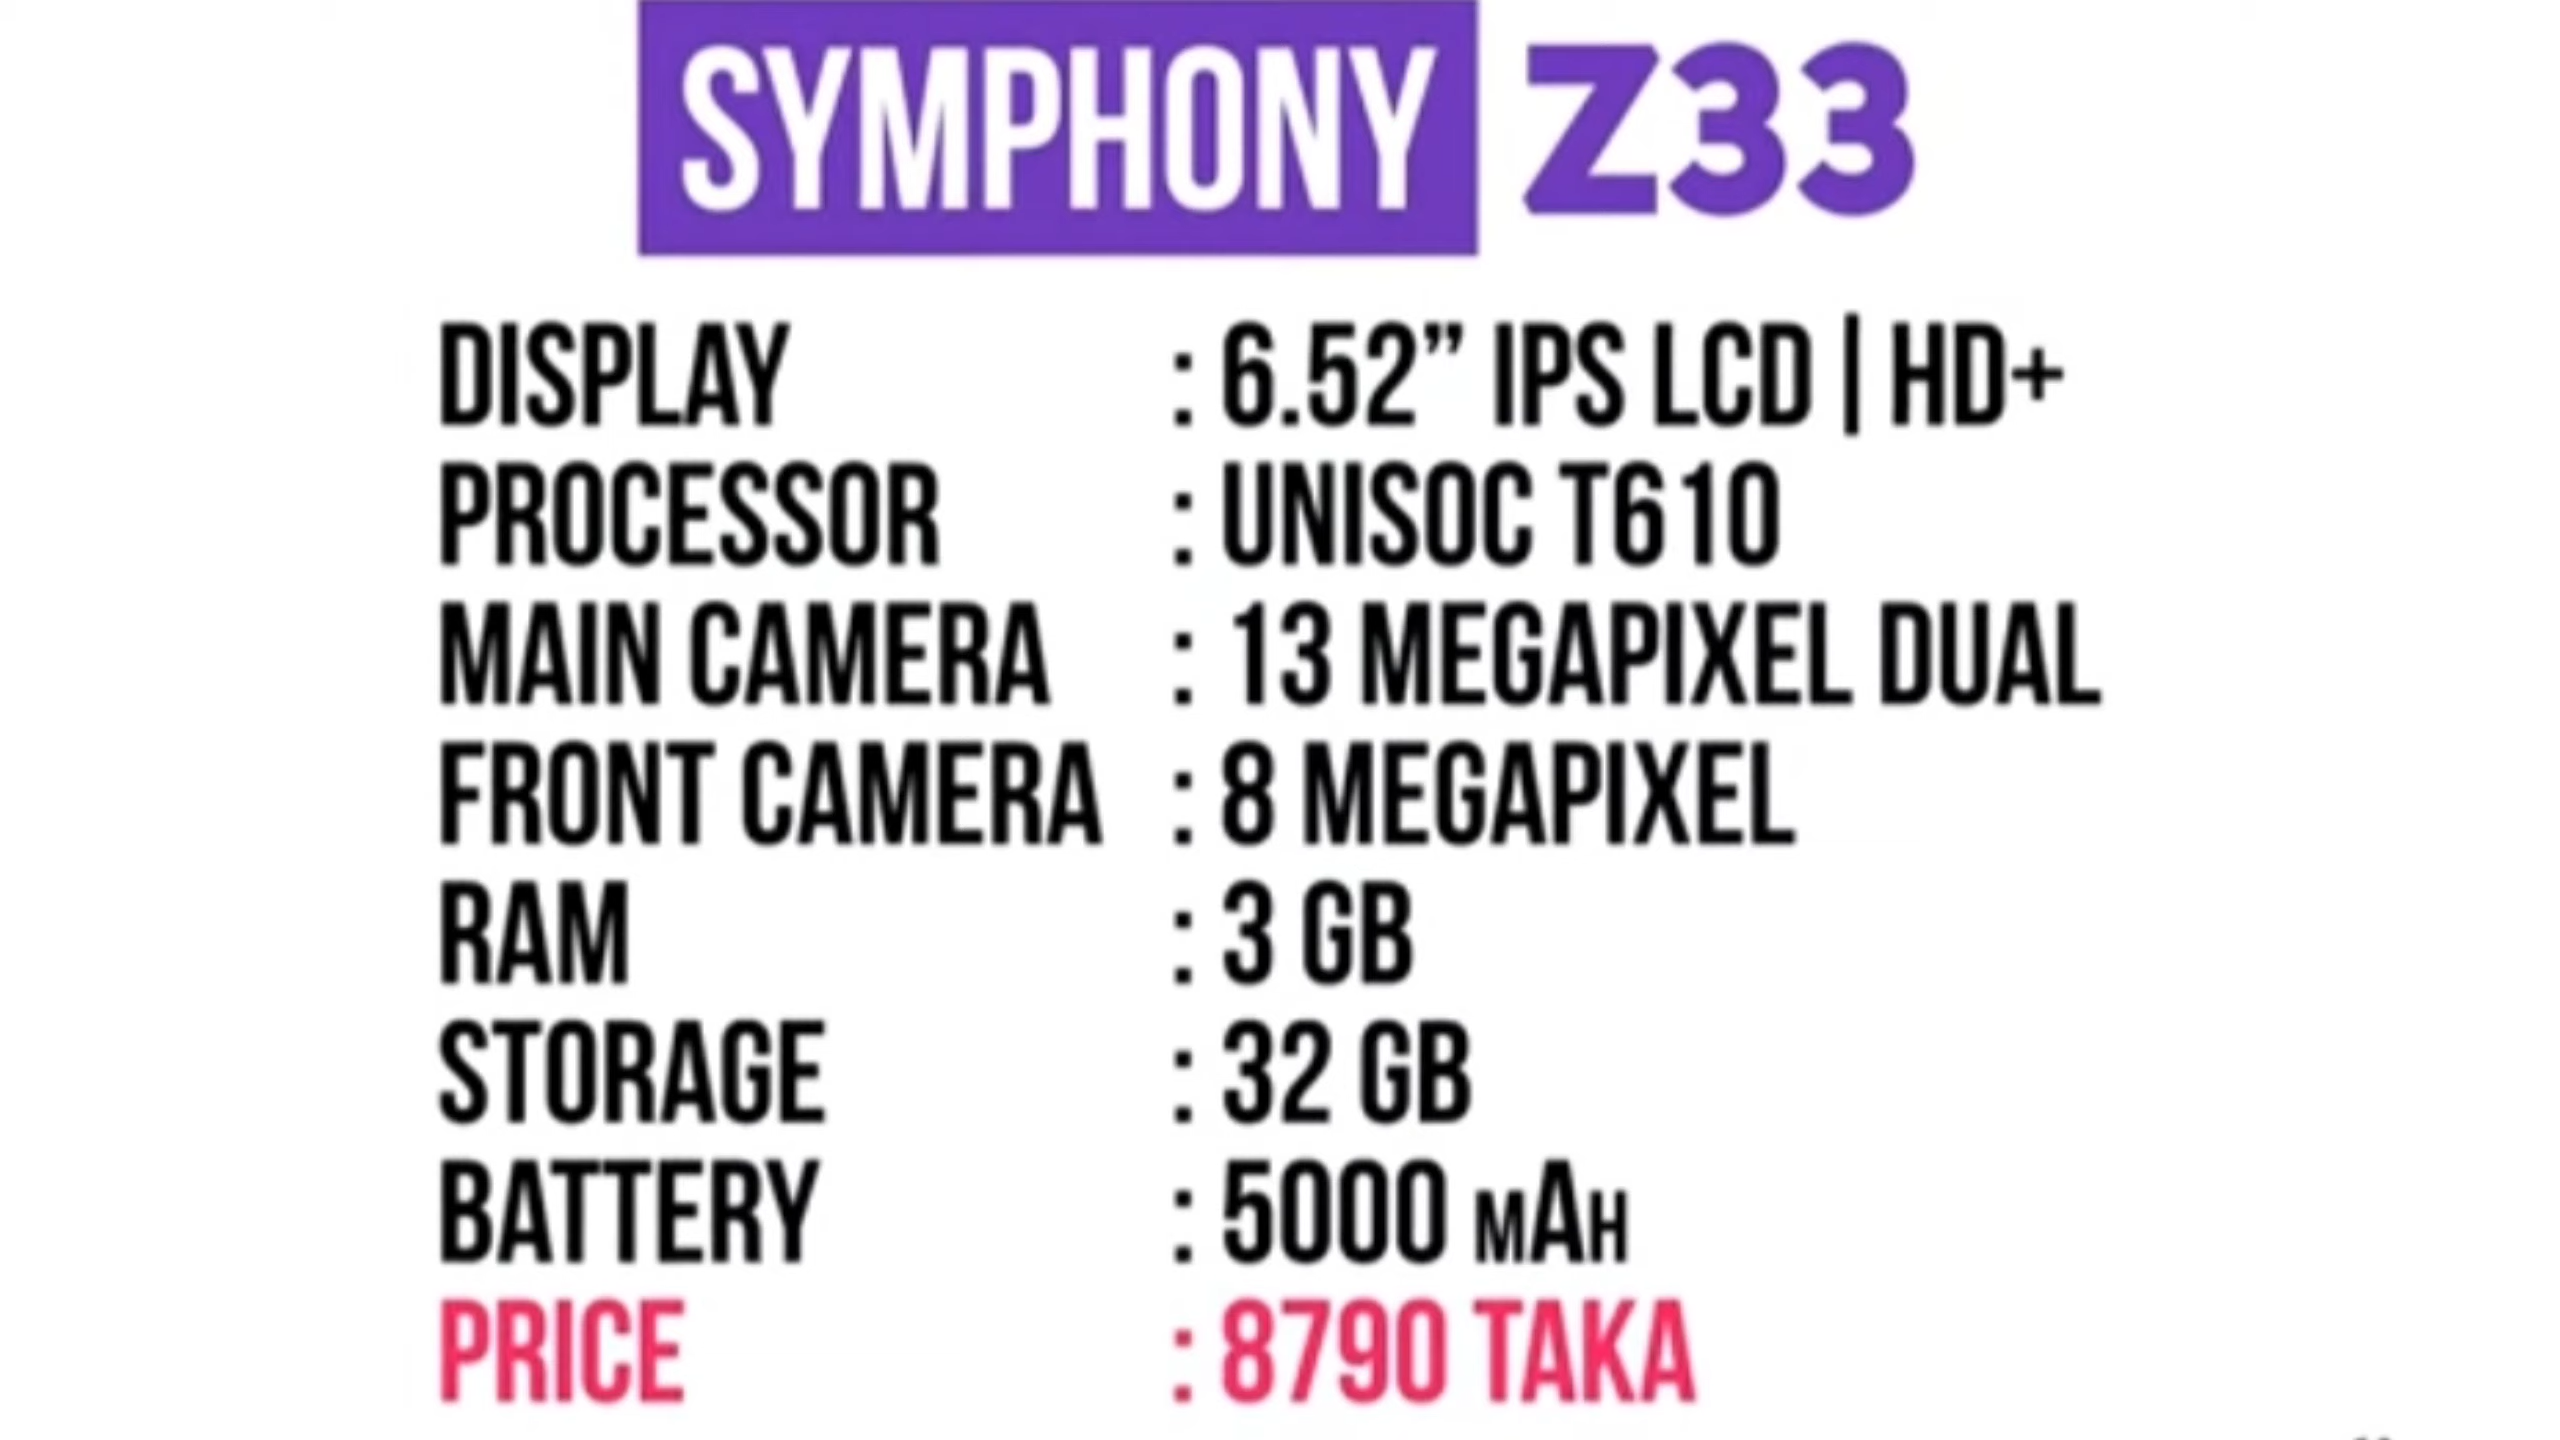 SYMPHONY Z33
DISPLAY : 6.52” IPS LCD | HD+
PROCESSOR : UNISOC T610
MAIN CAMERA : 13 MEGAPIXEL DUAL
FRONT CAMERA : 8 MEGAPIXEL
RAM : 3 GB
STORAGE : 32 GB
BATTERY : 5000 MAH
PRICE : 8790 TAKA